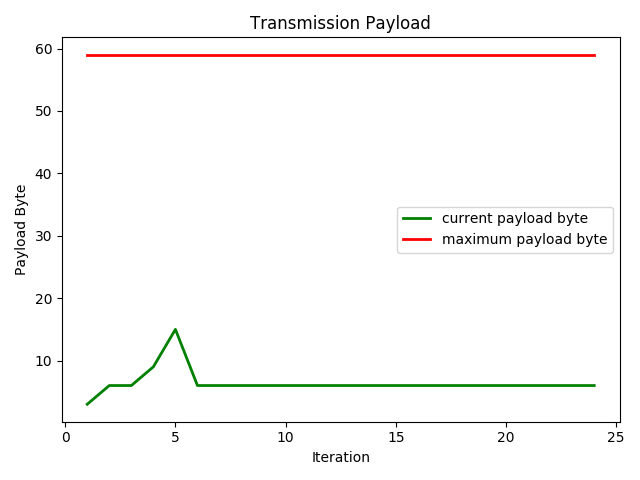 Transmission Payload
60
50
40
30
20
10
Payload Byte
current payload byte
maximum payload byte
0 5 10 15 20 25
Iteration